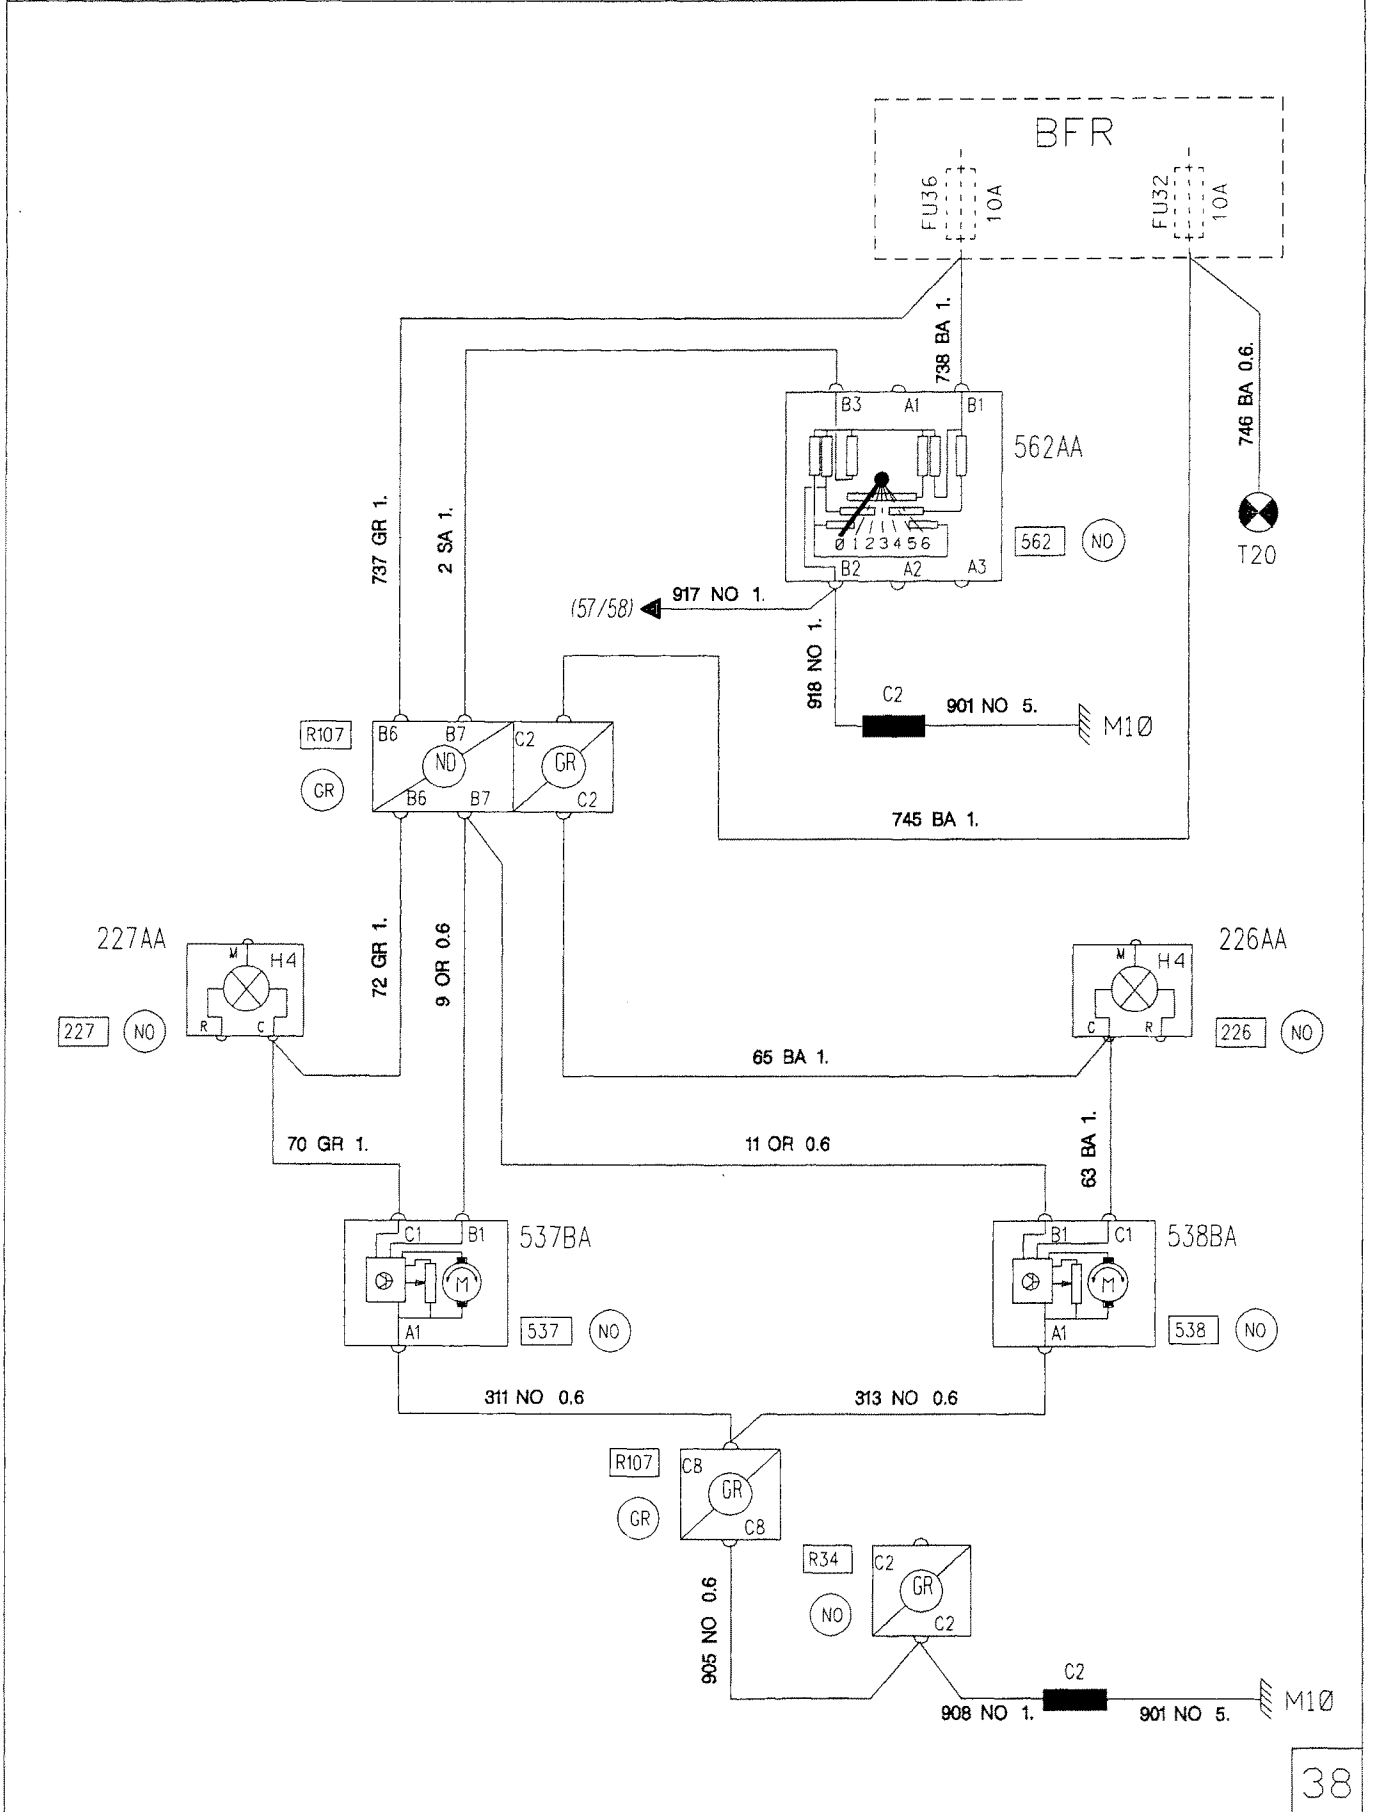 BFR
FU36
10A
FU32
10A
738 BA 1.
746 BA 0.6.
B3 A1 B1
562AA
0 1 2 3 4 5 6
562 NO
B2 A2 A3
T20
737 GR 1.
2 SA 1.
(57/58) 917 NO 1.
918 NO 1.
C2
901 NO 5.
M10
R107
B6 B7 C2
NO GR
GR
B6 B7 C2
745 BA 1.
227AA
M H4
R C
227 NO
72 GR 1.
9 OR 0.6
226AA
M H4
C R
226 NO
65 BA 1.
70 GR 1.
11 OR 0.6
63 BA 1.
C1 B1
537BA
M
A1
537 NO
B1 C1
538BA
M
A1
538 NO
311 NO 0.6
313 NO 0.6
R107
C8
GR
GR
C8
905 NO 0.6
R34
C2
GR
NO
C2
908 NO 1.
C2
901 NO 5.
M10
38